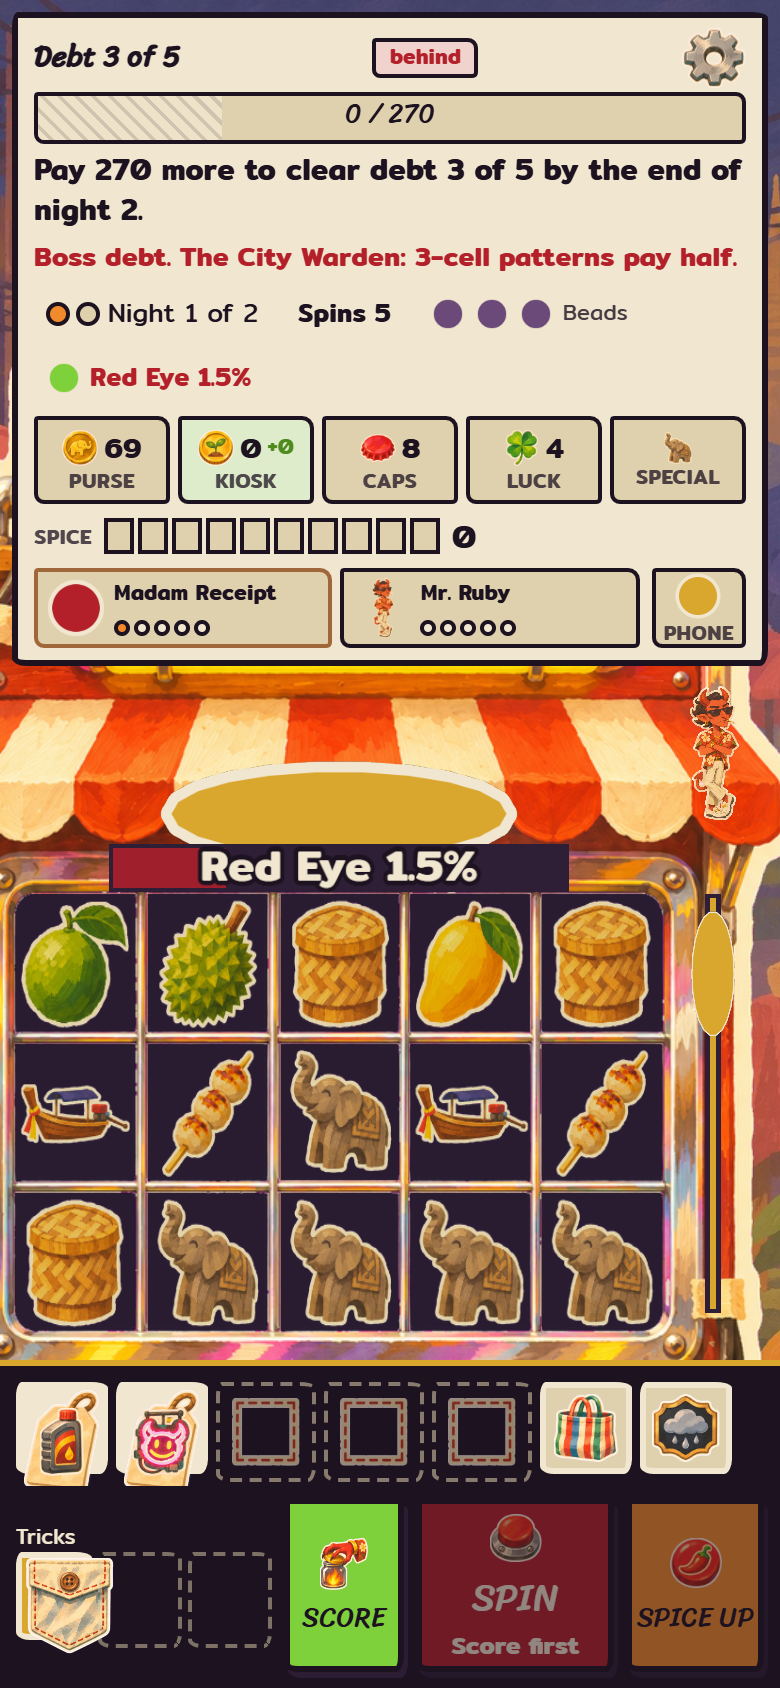 Debt 3 of 5
behind
0 / 270
Pay 270 more to clear debt 3 of 5 by the end of
night 2.
Boss debt. The City Warden: 3-cell patterns pay half.
Night 1 of 2
Spins 5
Beads
Red Eye 1.5%
69
PURSE
0 +0
KIOSK
8
CAPS
4
LUCK
SPECIAL
SPICE
0
Madam Receipt
Mr. Ruby
PHONE
Red Eye 1.5%
Tricks
SCORE
SPIN
Score first
SPICE UP